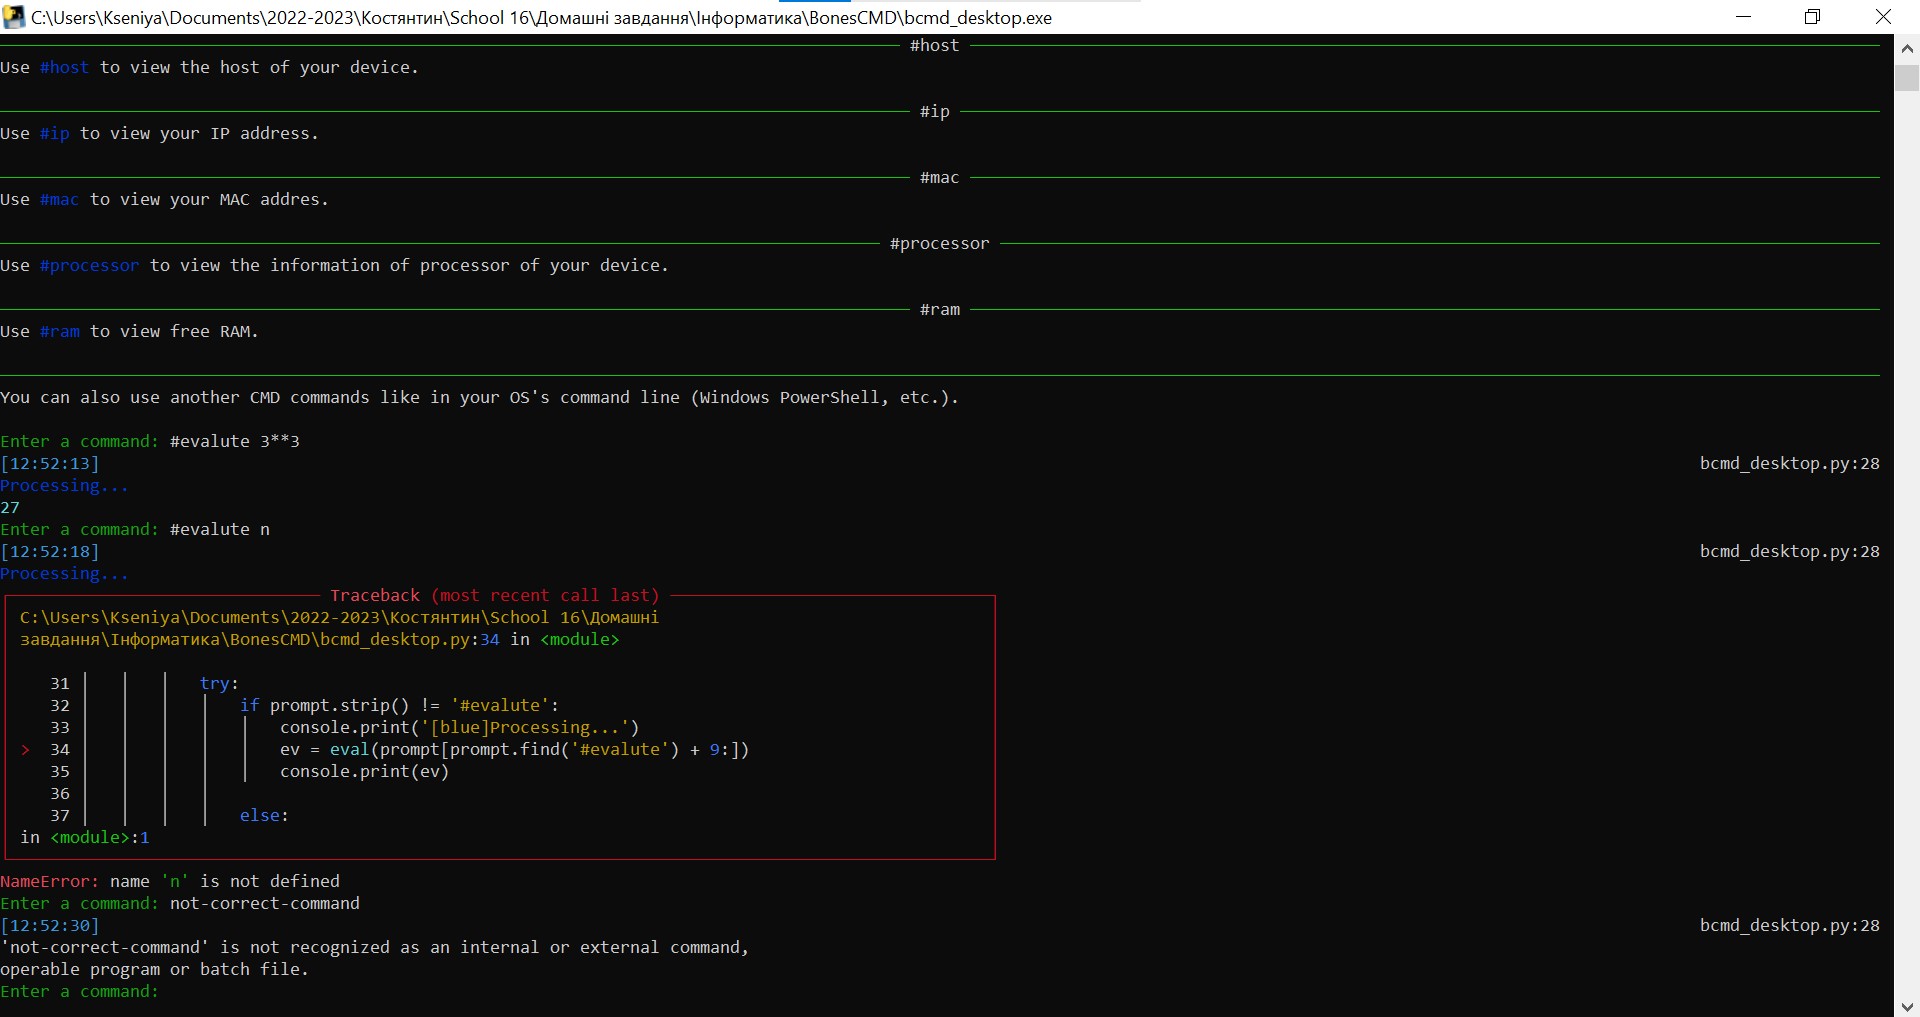 C:\Users\Kseniya\Documents\2022-2023\Костянтин\School 16\Домашні завдання\Інформатика\BonesCMD\bcmd_desktop.exe
#host
Use #host to view the host of your device.
#ip
Use #ip to view your IP address.
#mac
Use #mac to view your MAC addres.
#processor
Use #processor to view the information of processor of your device.
#ram
Use #ram to view free RAM.
You can also use another CMD commands like in your OS's command line (Windows PowerShell, etc.).
Enter a command: #evalute 3**3
[12:52:13] bcmd_desktop.py:28
Processing...
27
Enter a command: #evalute n
[12:52:18] bcmd_desktop.py:28
Processing...
Traceback (most recent call last)
C:\Users\Kseniya\Documents\2022-2023\Костянтин\School 16\Домашні
завдання\Інформатика\BonesCMD\bcmd_desktop.py:34 in <module>
31 try:
32 if prompt.strip() != '#evalute':
33 console.print('[blue]Processing...')
> 34 ev = eval(prompt[prompt.find('#evalute') + 9:])
35 console.print(ev)
36
37 else:
in <module>:1
NameError: name 'n' is not defined
Enter a command: not-correct-command
[12:52:30] bcmd_desktop.py:28
'not-correct-command' is not recognized as an internal or external command,
operable program or batch file.
Enter a command: